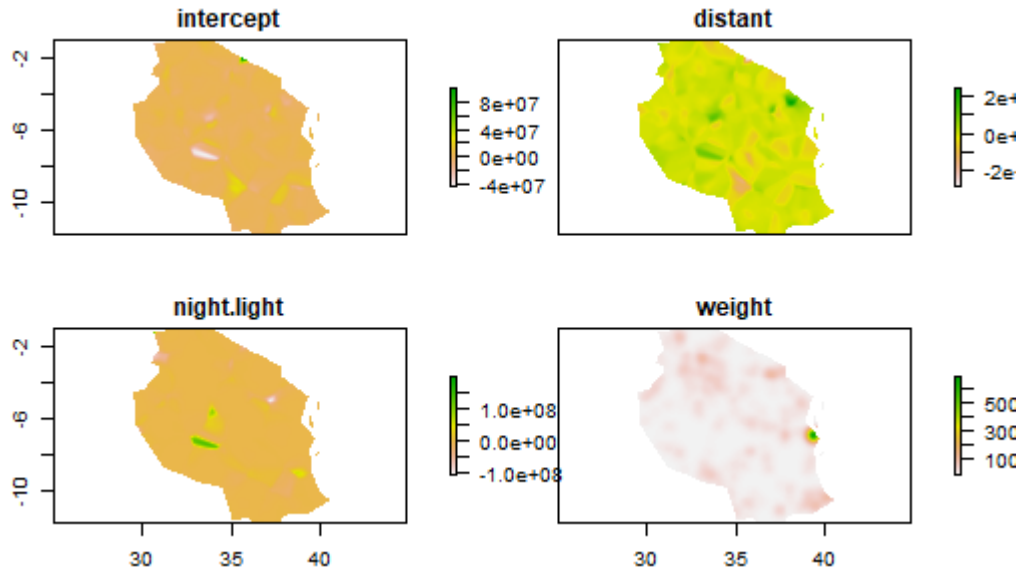 intercept
distant
-2
-6
-10
8e+07
4e+07
0e+00
-4e+07
2e+
0e+
-2e+
night.light
weight
-2
-6
-10
1.0e+08
0.0e+00
-1.0e+08
500
300
100
30 35 40
30 35 40